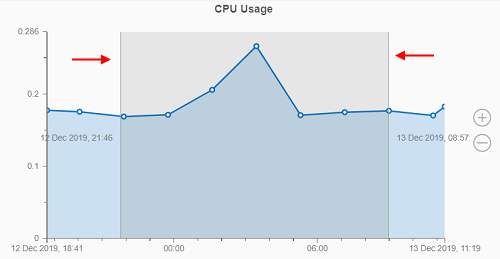 CPU Usage
0.286
0.2
12 Dec 2019, 21:46
13 Dec 2019, 08:57
0.1
0
12 Dec 2019, 18:41
00:00
06:00
13 Dec 2019, 11:19